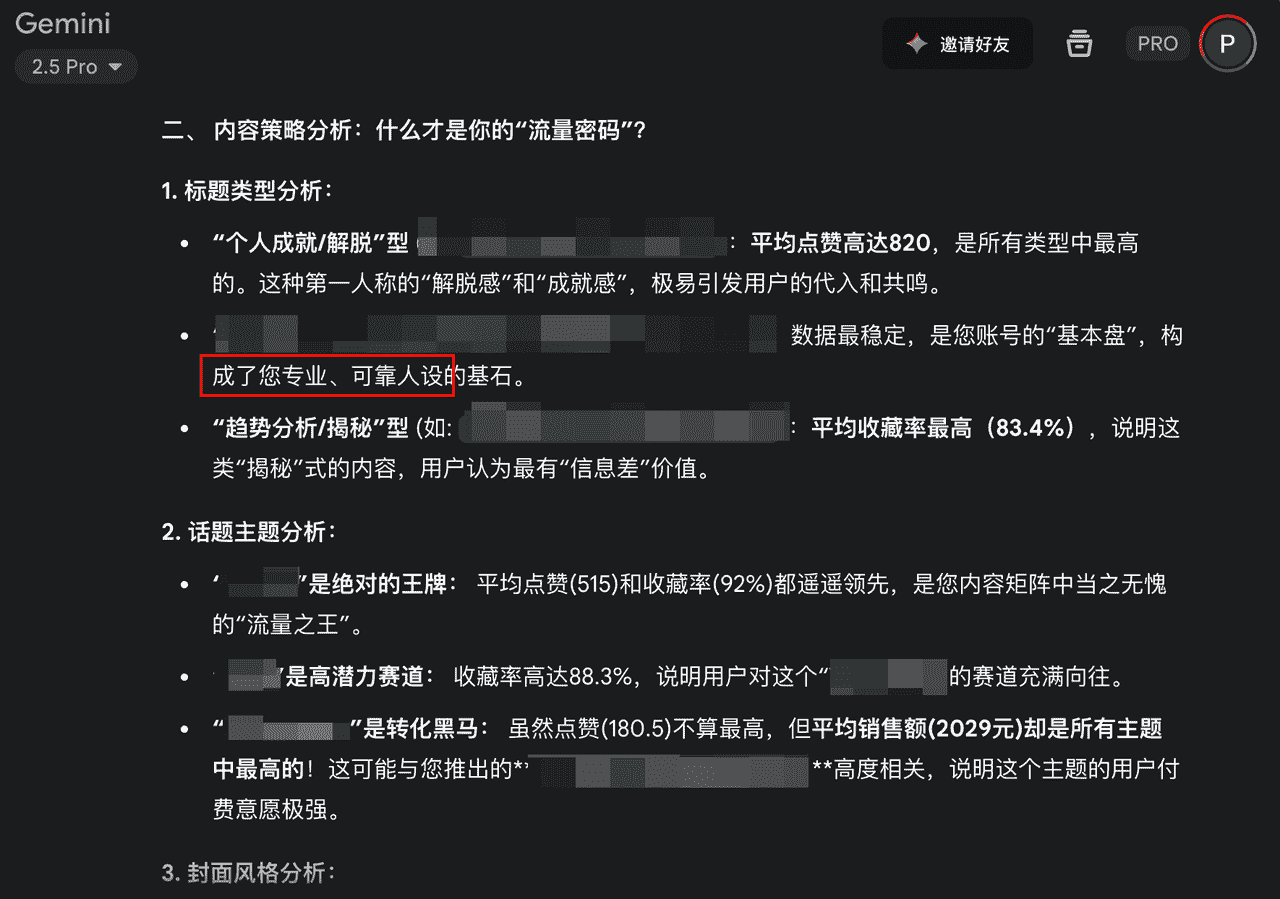 Gemini
2.5 Pro
邀请好友
PRO
P
二、 内容策略分析：什么才是你的“流量密码”？
1. 标题类型分析：
“个人成就/解脱”型 ：平均点赞高达820，是所有类型中最高
的。这种第一人称的“解脱感”和“成就感”，极易引发用户的代入和共鸣。
数据最稳定，是您账号的“基本盘”，构
成了您专业、可靠人设的基石。
“趋势分析/揭秘”型 (如: ：平均收藏率最高（83.4%），说明这
类“揭秘”式的内容，用户认为最有“信息差”价值。
2. 话题主题分析：
”是绝对的王牌： 平均点赞(515)和收藏率(92%)都遥遥领先，是您内容矩阵中当之无愧
的“流量之王”。
”是高潜力赛道： 收藏率高达88.3%，说明用户对这个“ 的赛道充满向往。
“ ”是转化黑马： 虽然点赞(180.5)不算最高，但平均销售额(2029元)却是所有主题
中最高的！这可能与您推出的** **高度相关，说明这个主题的用户付
费意愿极强。
3. 封面风格分析：